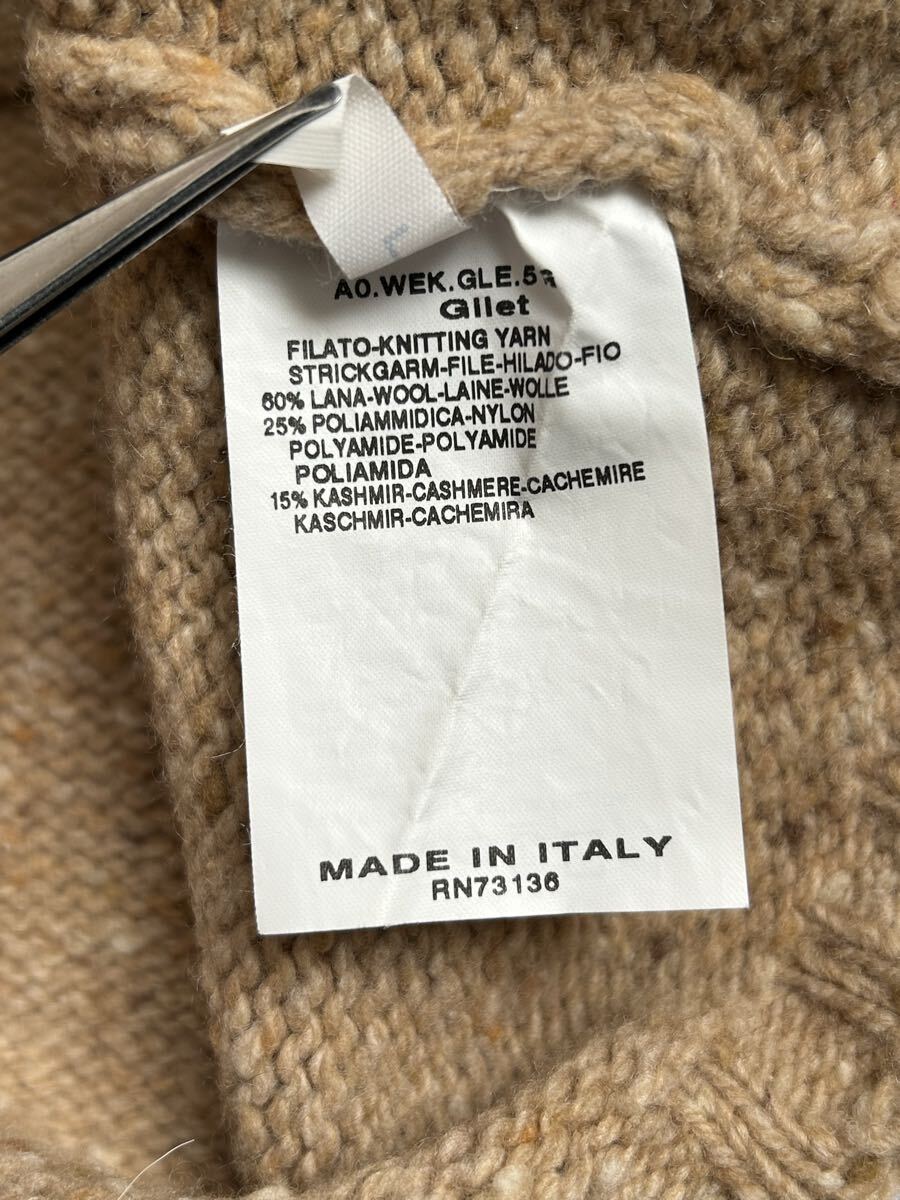 A0.WEK.GLE.5
Gilet
FILATO-KNITTING YARN
STRICKGARM-FILE-HILADO-FIO
60% LANA-WOOL-LAINE-WOLLE
25% POLIAMMIDICA-NYLON
POLYAMIDE-POLYAMIDE
POLIAMIDA
15% KASHMIR-CASHMERE-CACHEMIRE
KASCHMIR-CACHEMIRA
MADE IN ITALY
RN73136